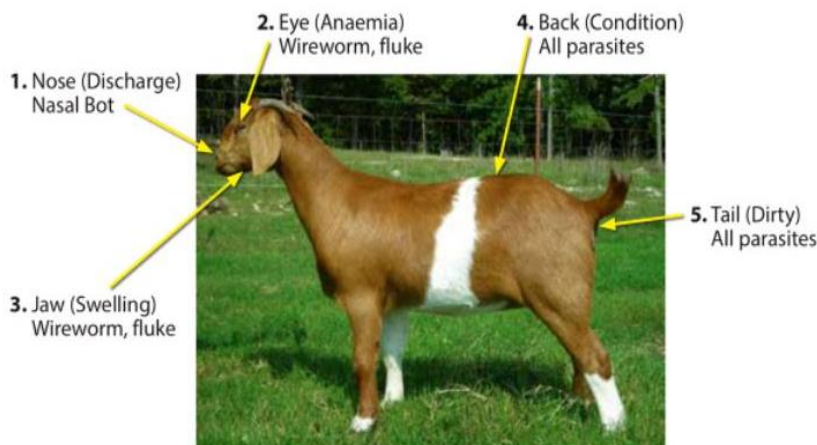 1. Nose (Discharge)
Nasal Bot
2. Eye (Anaemia)
Wireworm, fluke
3. Jaw (Swelling)
Wireworm, fluke
4. Back (Condition)
All parasites
5. Tail (Dirty)
All parasites